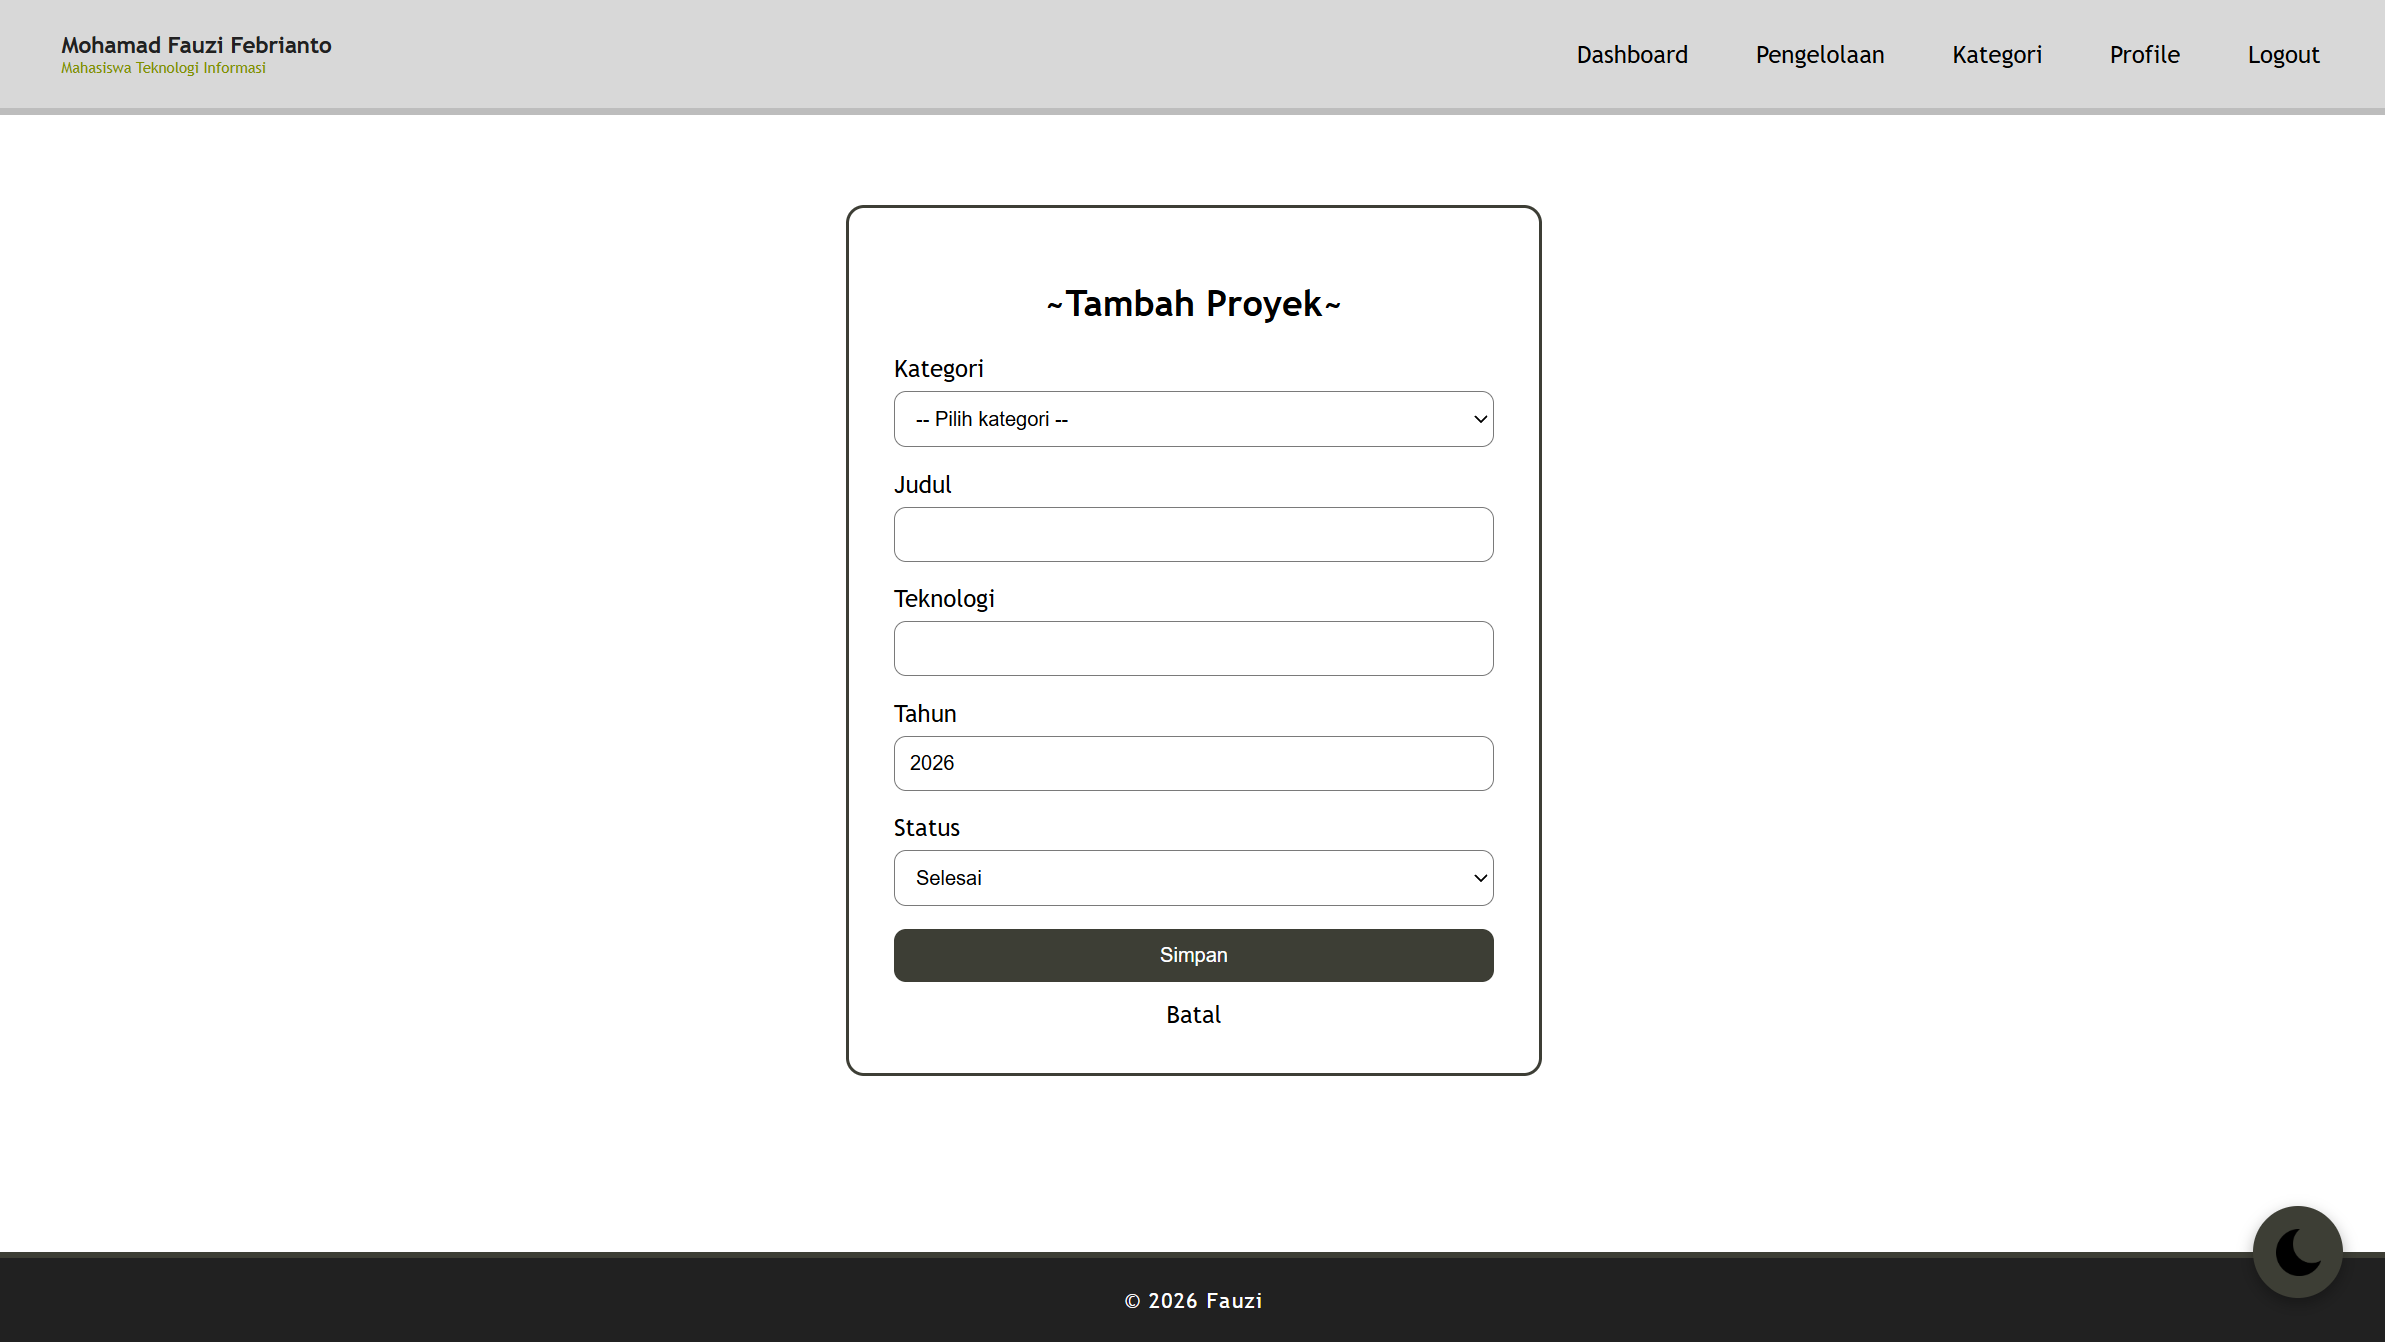 Mohamad Fauzi Febrianto
Mahasiswa Teknologi Informasi
Dashboard Pengelolaan Kategori Profile Logout
~Tambah Proyek~
Kategori
-- Pilih kategori --
Judul
Teknologi
Tahun
2026
Status
Selesai
Simpan
Batal
© 2026 Fauzi